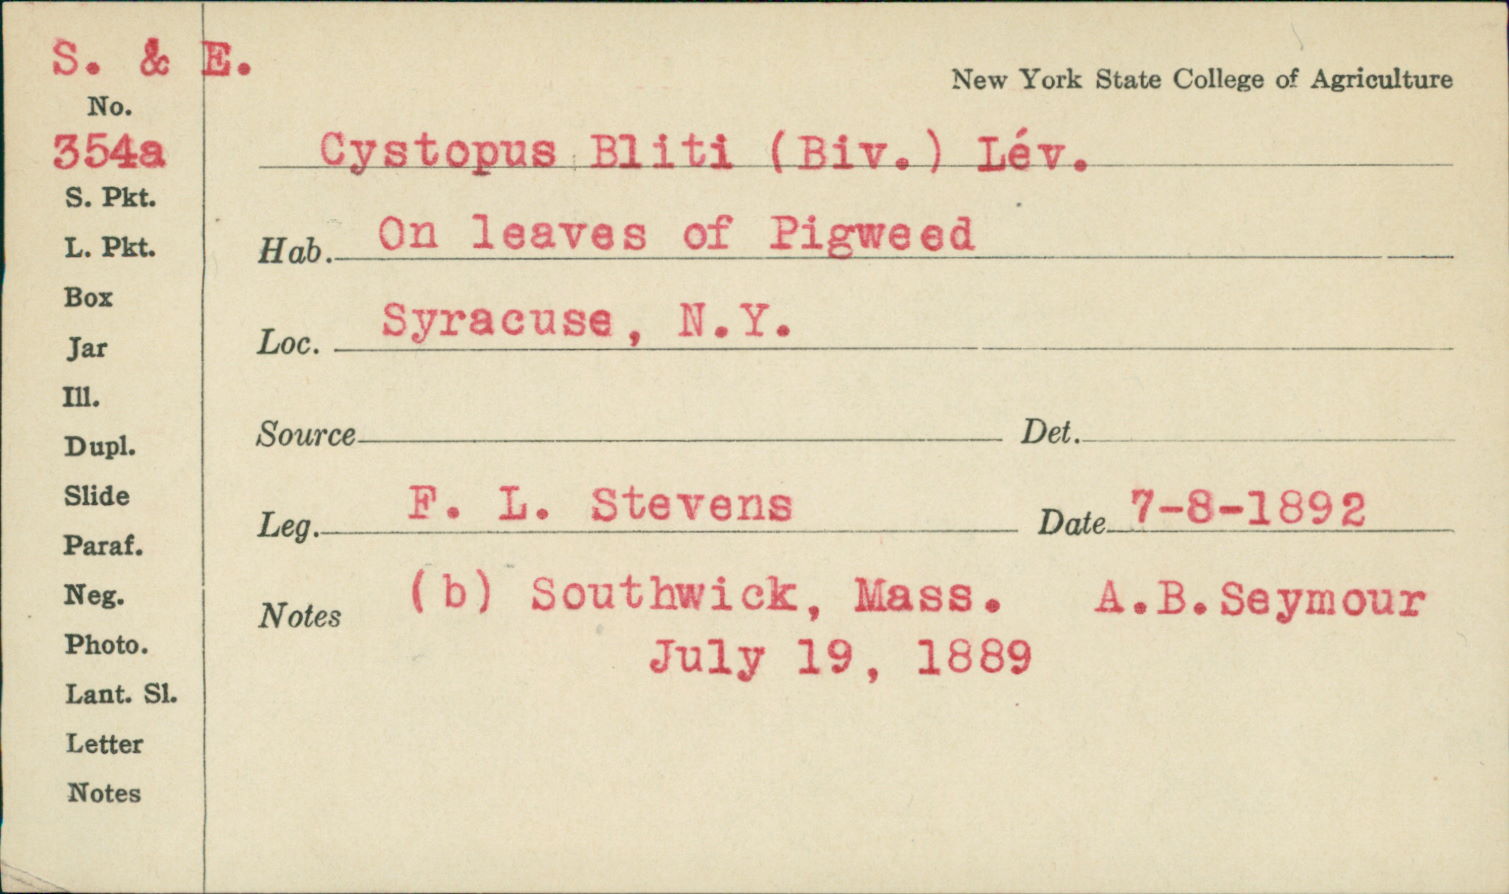 S. & E.
New York State College of Agriculture
No.
354a
Cystopus Bliti (Biv.) Lév.
S. Pkt.
Hab. On leaves of Pigweed
L. Pkt.
Box
Loc. Syracuse, N.Y.
Jar
Ill.
Source Det.
Dupl.
Slide
Leg. F. L. Stevens Date 7-8-1892
Paraf.
Neg.
Notes (b) Southwick, Mass. A.B.Seymour
July 19, 1889
Photo.
Lant. Sl.
Letter
Notes